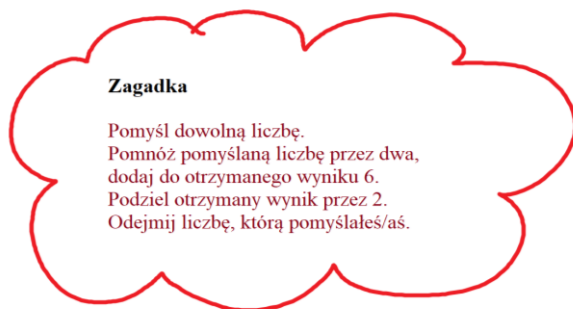 Zagadka
Pomyśl dowolną liczbę.
Pomnóż pomyślaną liczbę przez dwa,
dodaj do otrzymanego wyniku 6.
Podziel otrzymany wynik przez 2.
Odejmij liczbę, którą pomyślałeś/aś.